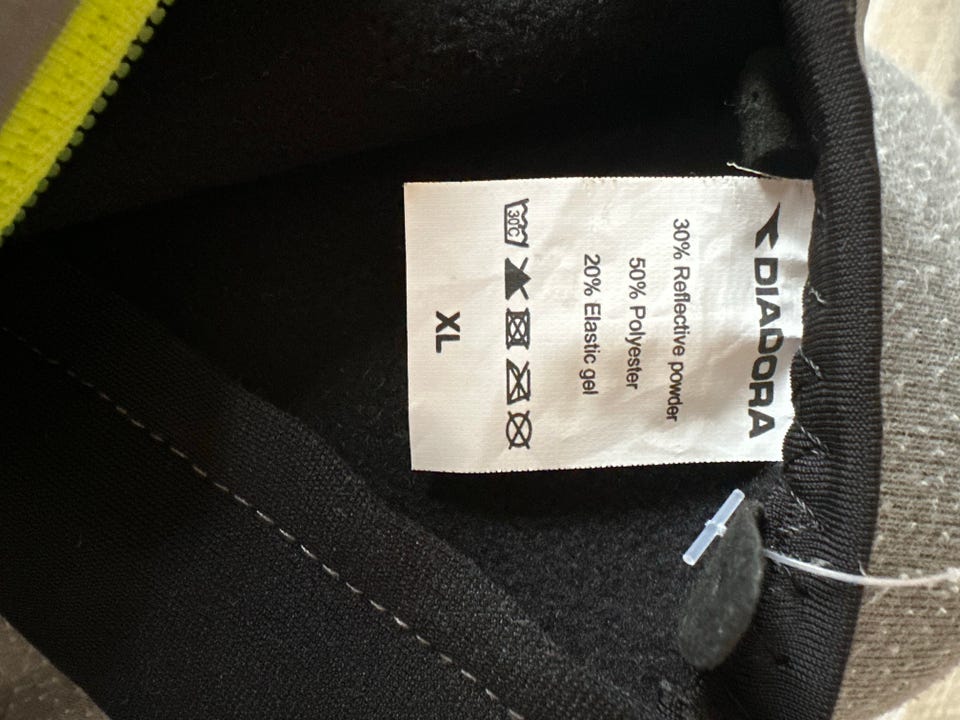 DIADORA
30% Reflective powder
50% Polyester
20% Elastic gel
30°C
XL